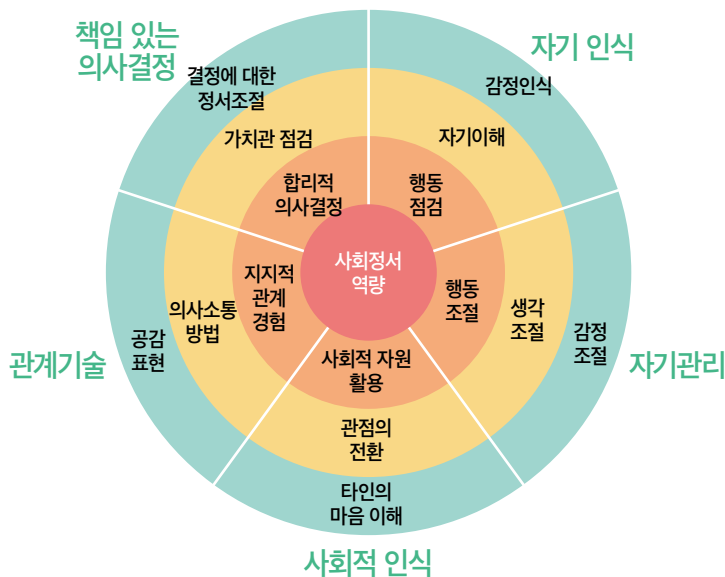 책임 있는
의사결정
자기 인식
결정에 대한
정서조절
감정인식
가치관 점검
자기이해
합리적
의사결정
행동
점검
사회정서
역량
지지적
관계
경험
행동
조절
의사소통
방법
생각
조절
공감
표현
감정
조절
관계기술
자기관리
사회적 자원
활용
관점의
전환
타인의
마음 이해
사회적 인식